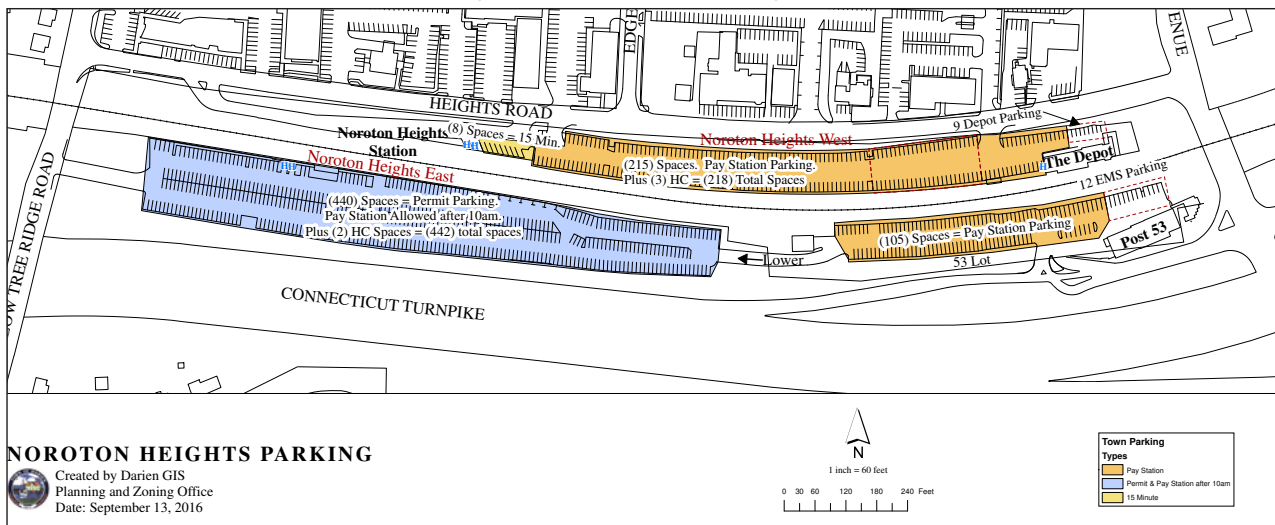 HEIGHTS ROAD
EDGE
ENUE
9 Depot Parking
Noroton Heights
Station
(8) Spaces = 15 Min.
HH
Noroton Heights West
(215) Spaces. Pay Station Parking.
Plus (3) HC = (218) Total Spaces
H
The Depot
Noroton Heights East
HH
12 EMS Parking
(440) Spaces = Permit Parking.
Pay Station Allowed after 10am.
Plus (2) HC Spaces = (442) total spaces
(105) Spaces = Pay Station Parking
Post 53
Lower
53 Lot
OW TREE RIDGE ROAD
CONNECTICUT TURNPIKE
NOROTON HEIGHTS PARKING
Created by Darien GIS
Planning and Zoning Office
Date: September 13, 2016
N
1 inch = 60 feet
0 30 60 120 180 240 Feet
Town Parking
Types
Pay Station
Permit & Pay Station after 10am
15 Minute